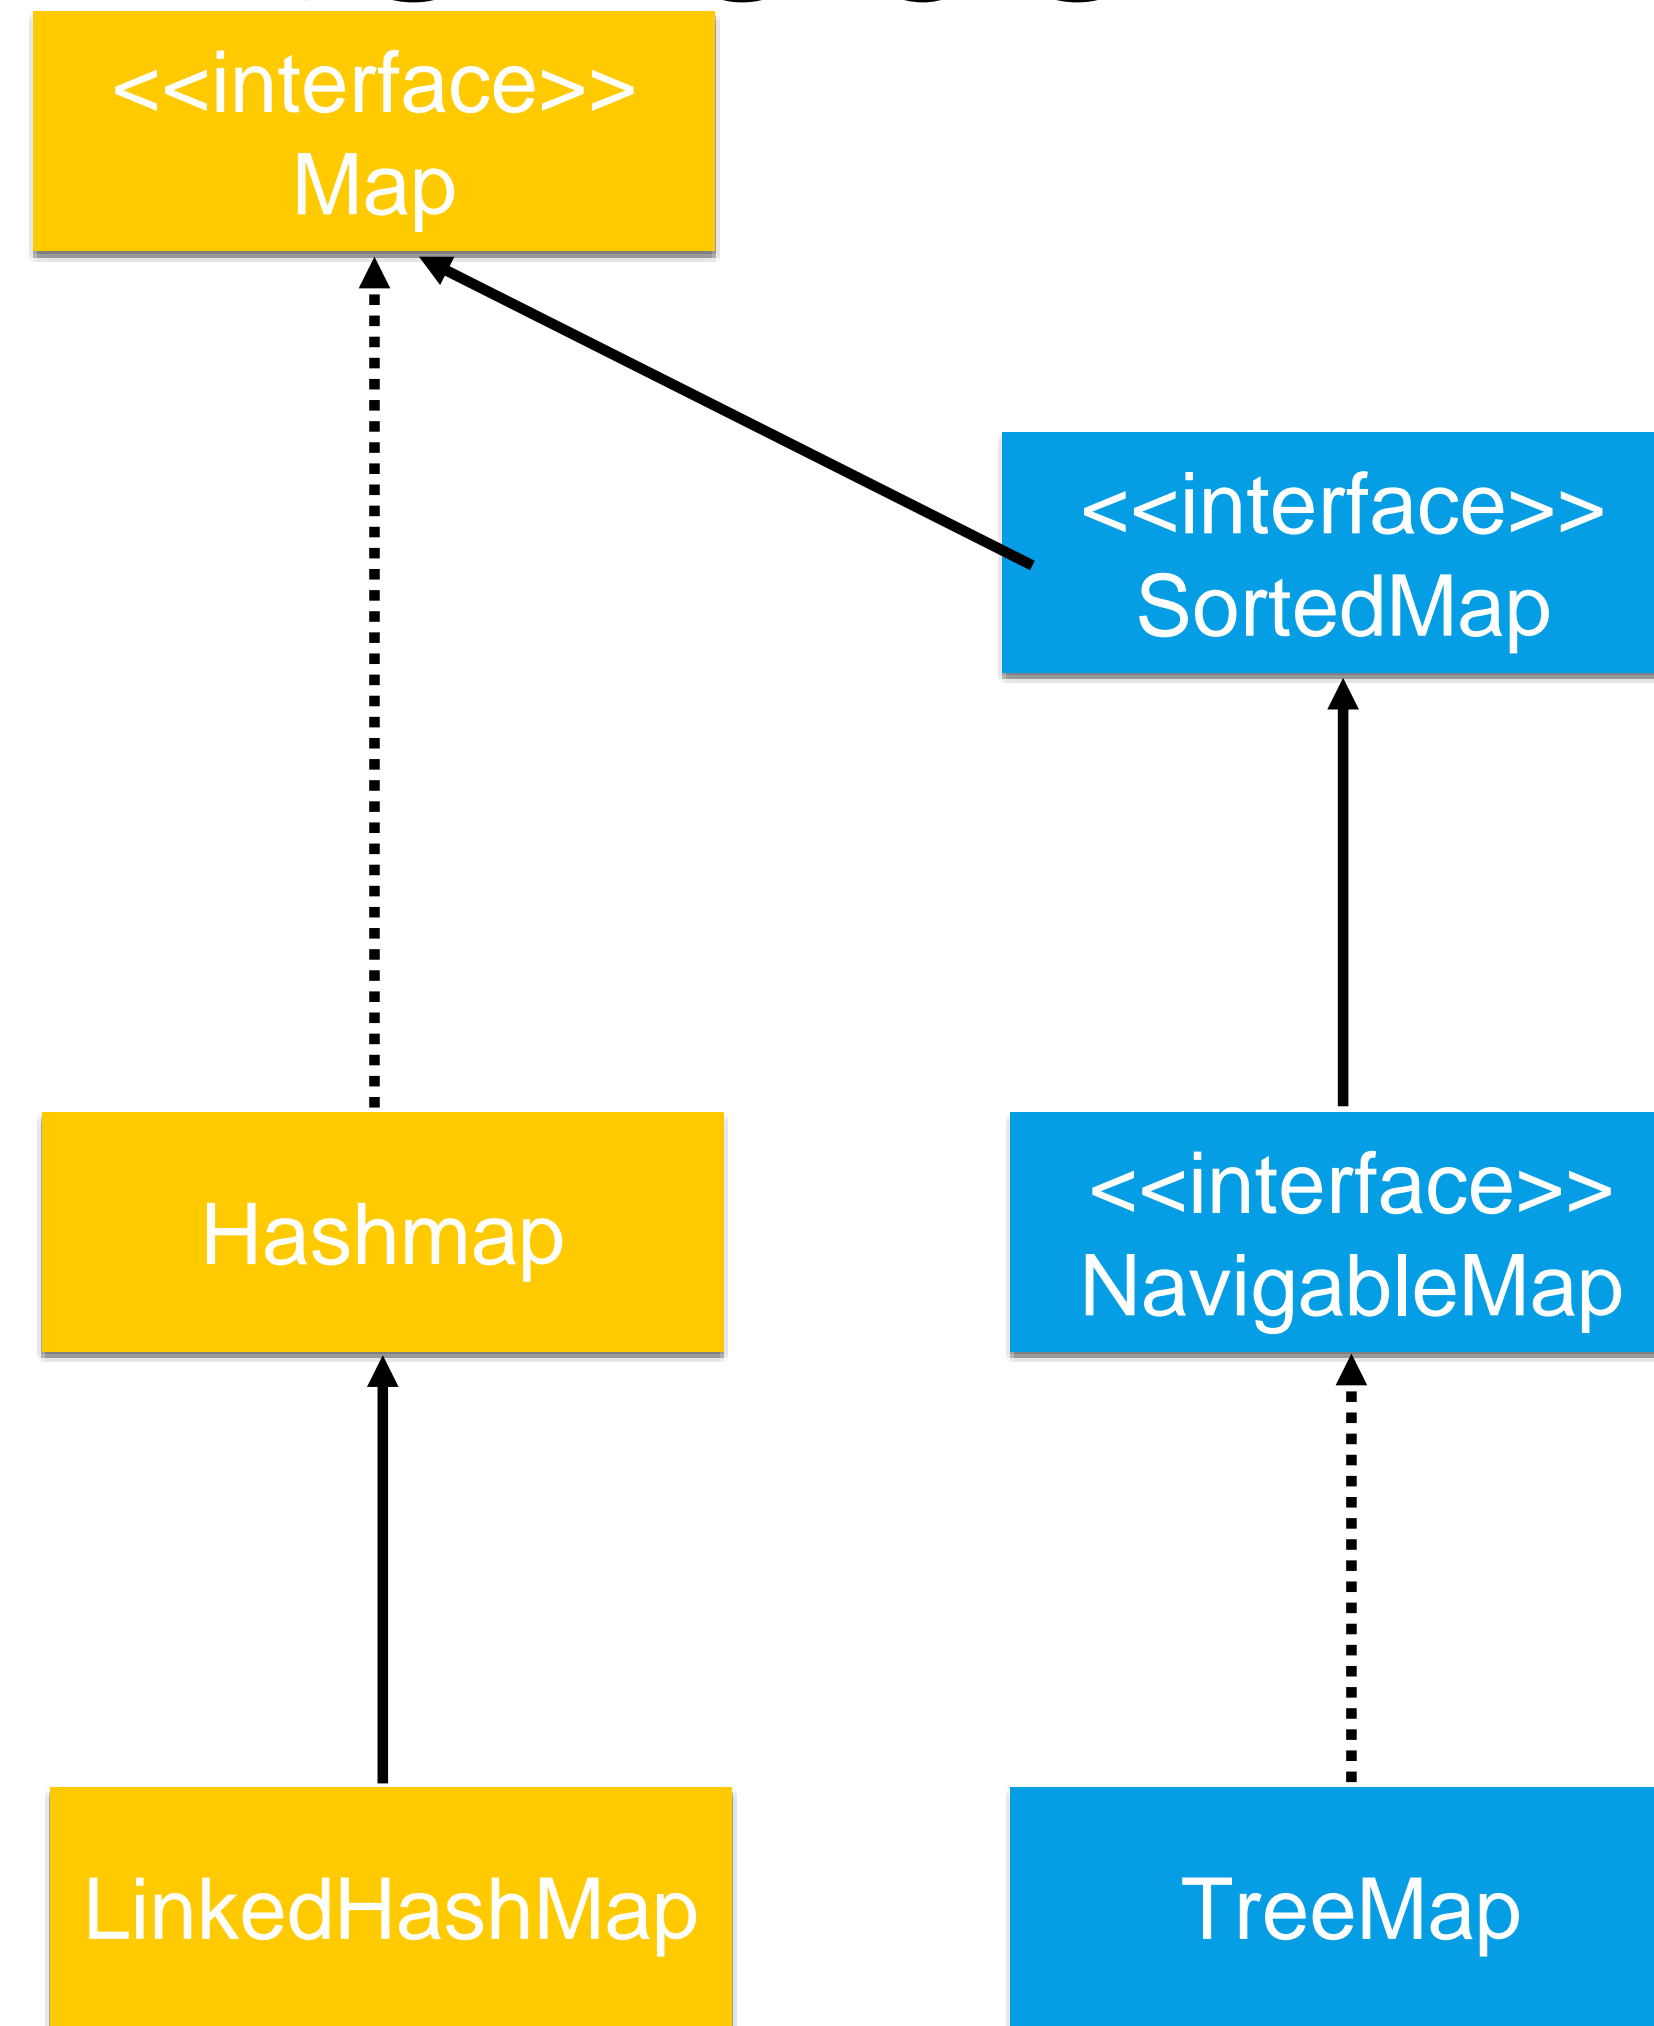 <<interface>>
Map
<<interface>>
SortedMap
Hashmap
<<interface>>
NavigableMap
LinkedHashMap
TreeMap